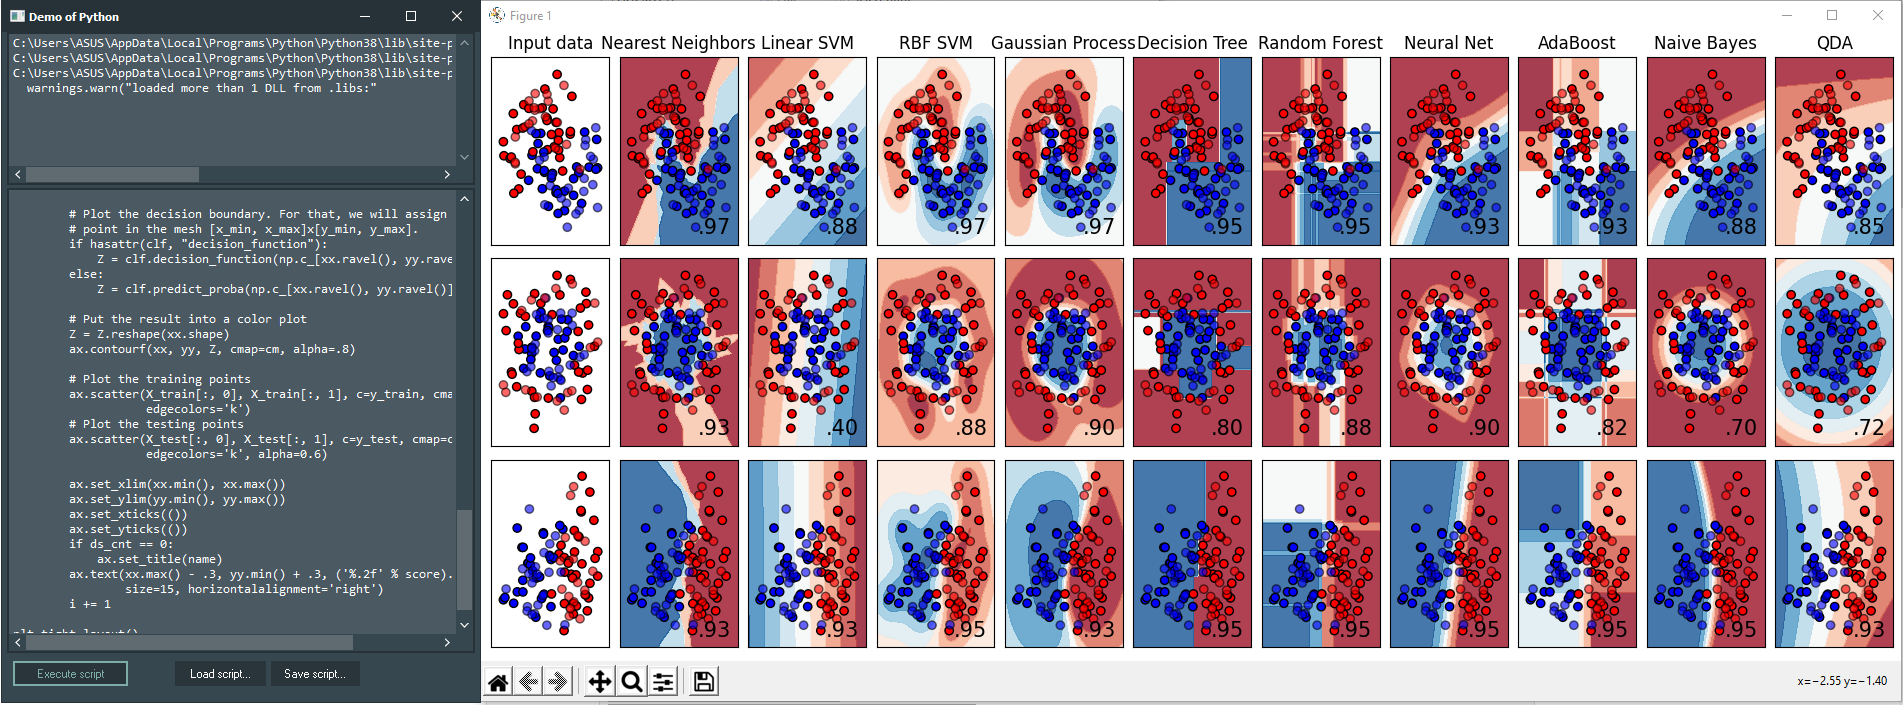 Demo of Python
C:\Users\ASUS\AppData\Local\Programs\Python\Python38\lib\site-p
C:\Users\ASUS\AppData\Local\Programs\Python\Python38\lib\site-p
C:\Users\ASUS\AppData\Local\Programs\Python\Python38\lib\site-p
warnings.warn("loaded more than 1 DLL from .libs:"
# Plot the decision boundary. For that, we will assign
# point in the mesh [x_min, x_max]x[y_min, y_max].
if hasattr(clf, "decision_function"):
Z = clf.decision_function(np.c_[xx.ravel(), yy.rave
else:
Z = clf.predict_proba(np.c_[xx.ravel(), yy.ravel()]
# Put the result into a color plot
Z = Z.reshape(xx.shape)
ax.contourf(xx, yy, Z, cmap=cm, alpha=.8)
# Plot the training points
ax.scatter(X_train[:, 0], X_train[:, 1], c=y_train, cma
edgecolors='k')
# Plot the testing points
ax.scatter(X_test[:, 0], X_test[:, 1], c=y_test, cmap=c
edgecolors='k', alpha=0.6)
ax.set_xlim(xx.min(), xx.max())
ax.set_ylim(yy.min(), yy.max())
ax.set_xticks(())
ax.set_yticks(())
if ds_cnt == 0:
ax.set_title(name)
ax.text(xx.max() - .3, yy.min() + .3, ('%.2f' % score).
size=15, horizontalalignment='right')
i += 1
plt.tight_layout()
Execute script
Load script...
Save script...
Figure 1
Input data Nearest Neighbors Linear SVM RBF SVM Gaussian Process Decision Tree Random Forest Neural Net AdaBoost Naive Bayes QDA
.97 .88 .97 .97 .95 .95 .93 .93 .88 .85
.93 .40 .88 .90 .80 .88 .90 .82 .70 .72
.93 .93 .95 .93 .95 .95 .95 .95 .95 .93
x=−2.55 y=−1.40